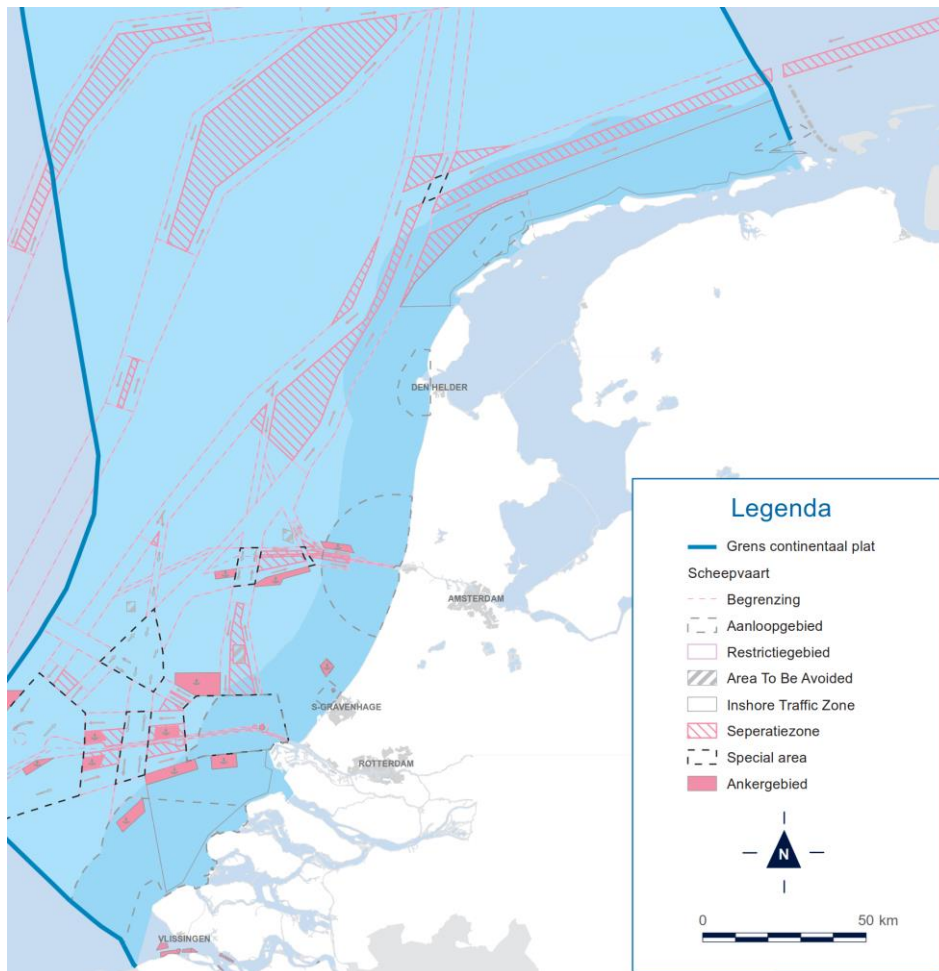 DEN HELDER
AMSTERDAM
S-GRAVENHAGE
ROTTERDAM
VLISSINGEN
Legenda
Grens continentaal plat
Scheepvaart
Begrenzing
Aanloopgebied
Restrictiegebied
Area To Be Avoided
Inshore Traffic Zone
Seperatiezone
Special area
Ankergebied
N
0 50 km